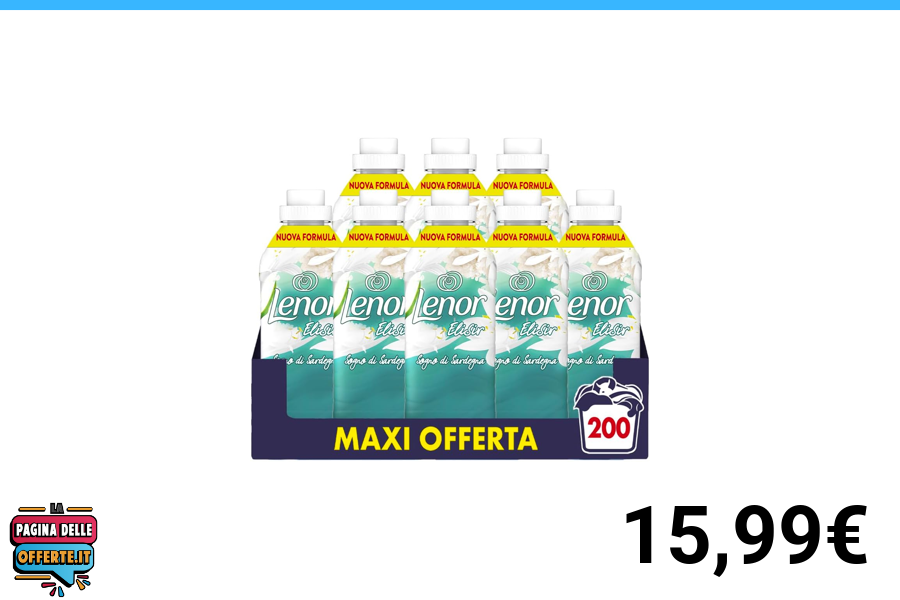 NUOVA FORMULA NUOVA FORMULA NUOVA FORMULA
NUOVA FORMULA NUOVA FORMULA NUOVA FORMULA NUOVA FORMULA NUOVA FORMULA
Lenor Lenor Lenor Lenor Lenor
Elisir Elisir Elisir Elisir Elisir
Sogno di Sardegna Sogno di Sardegna Sogno di Sardegna Sogno di Sardegna Sogno di Sard
MAXI OFFERTA
200
LA
PAGINA DELLE
OFFERTE.IT
15,99€